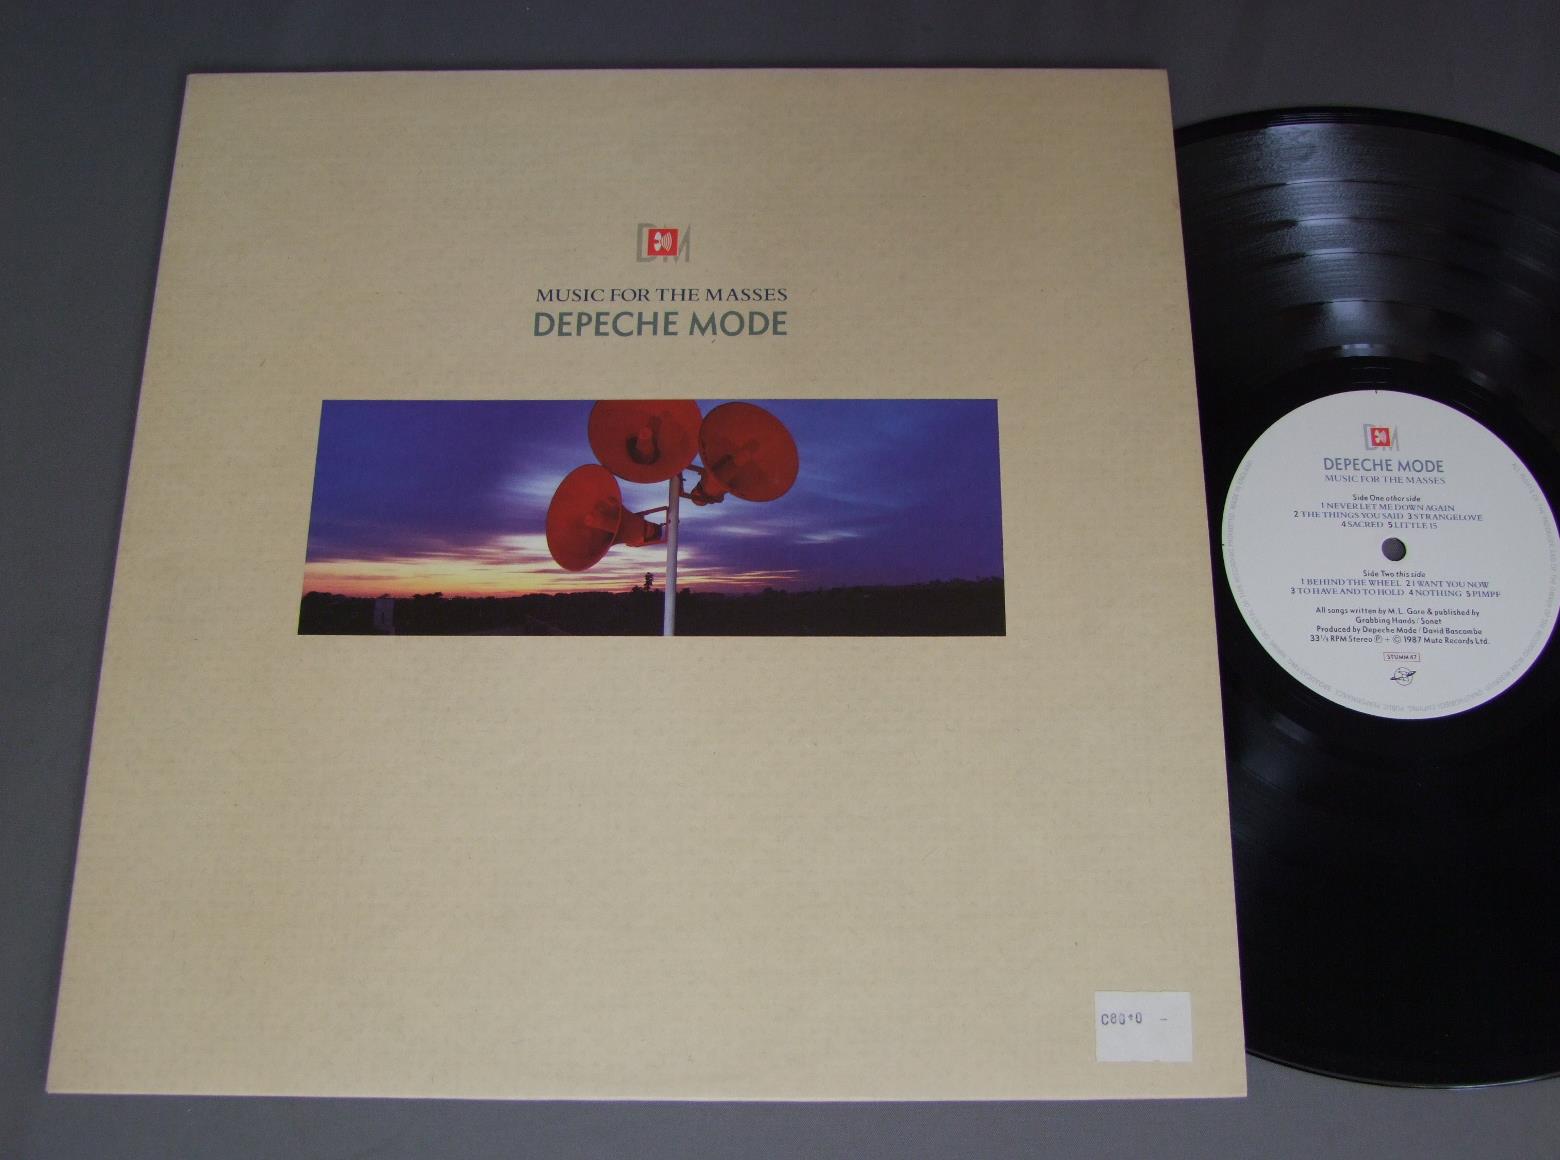 DM
MUSIC FOR THE MASSES
DEPECHE MODE
C80*0 -
DM
DEPECHE MODE
MUSIC FOR THE MASSES
Side One other side
1 NEVER LET ME DOWN AGAIN
2 THE THINGS YOU SAID 3 STRANGELOVE
4 SACRED 5 LITTLE 15
Side Two this side
1 BEHIND THE WHEEL 2 I WANT YOU NOW
3 TO HAVE AND TO HOLD 4 NOTHING 5 PIMPF
All songs written by M.L. Gore & published by
Grabbing Hands / Sonet
Produced by Depeche Mode / David Bascombe
33⅓ RPM Stereo Ⓟ + © 1987 Mute Records Ltd.
STUMM 47